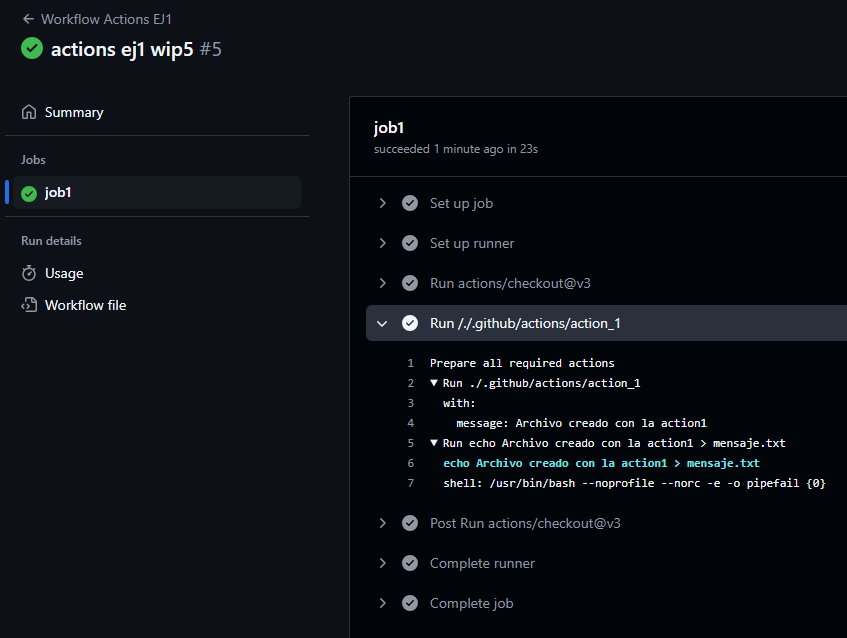 Workflow Actions EJ1
actions ej1 wip5 #5
Summary
Jobs
job1
Run details
Usage
Workflow file
job1
succeeded 1 minute ago in 23s
Set up job
Set up runner
Run actions/checkout@v3
Run /./.github/actions/action_1
1 Prepare all required actions
2 Run ./.github/actions/action_1
3 with:
4 message: Archivo creado con la action1
5 Run echo Archivo creado con la action1 > mensaje.txt
6 echo Archivo creado con la action1 > mensaje.txt
7 shell: /usr/bin/bash --noprofile --norc -e -o pipefail {0}
Post Run actions/checkout@v3
Complete runner
Complete job